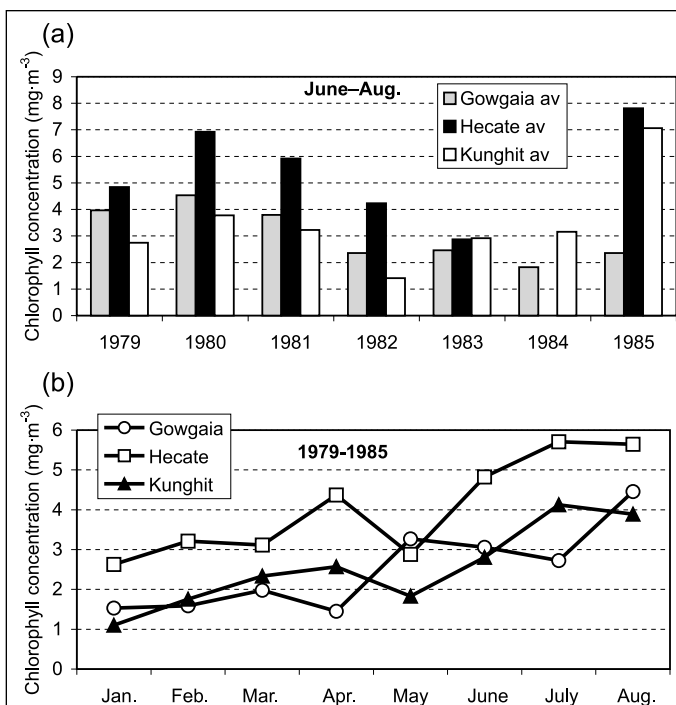 (a)
Chlorophyll concentration (mg·m⁻³)
9
8
7
6
5
4
3
2
1
0
June–Aug.
Gowgaia av
Hecate av
Kunghit av
1979 1980 1981 1982 1983 1984 1985
(b)
Chlorophyll concentration (mg·m⁻³)
6
5
4
3
2
1
0
Gowgaia
Hecate
Kunghit
1979-1985
Jan. Feb. Mar. Apr. May June July Aug.